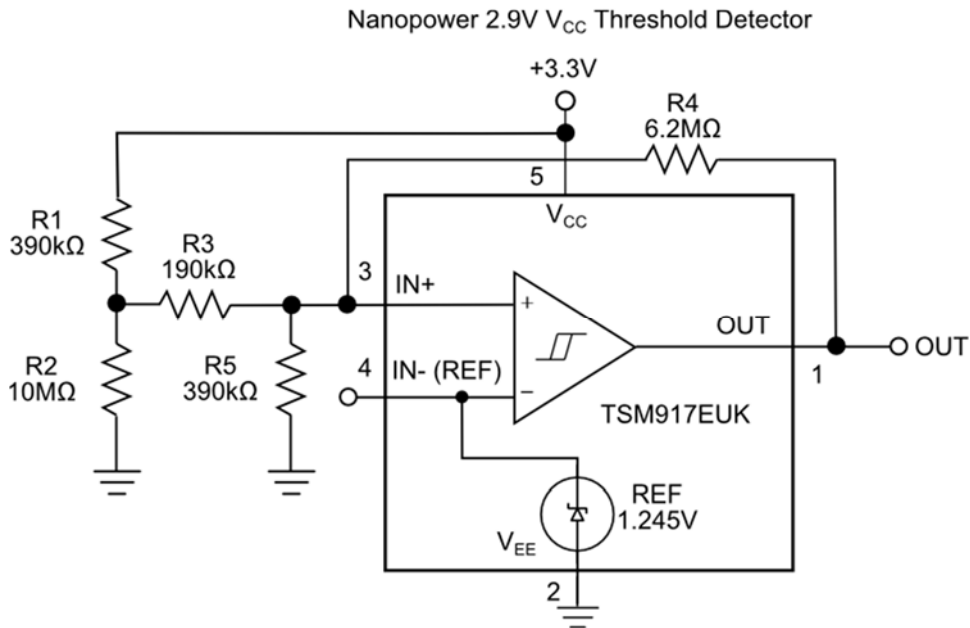 Nanopower 2.9V VCC Threshold Detector
+3.3V
R4
6.2MΩ
5
VCC
R1
390kΩ
R3
190kΩ
3
IN+
+
OUT
OUT
1
R2
10MΩ
R5
390kΩ
4
IN- (REF)
−
TSM917EUK
REF
1.245V
VEE
2